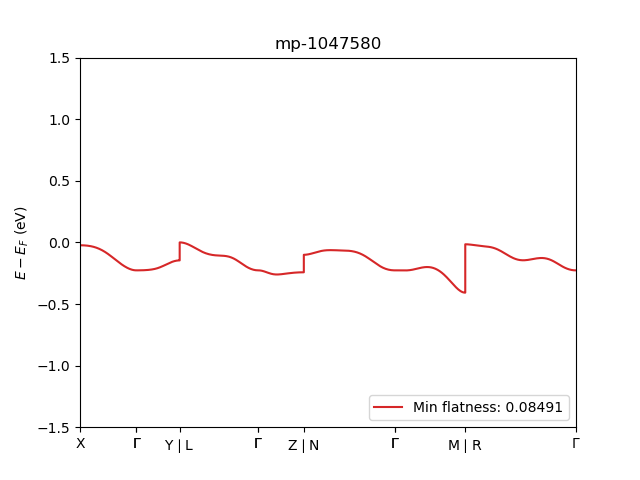 mp-1047580
E − E_F (eV)
1.5
1.0
0.5
0.0
−0.5
−1.0
−1.5
Min flatness: 0.08491
X Γ Y | L Γ Z | N Γ M | R Γ